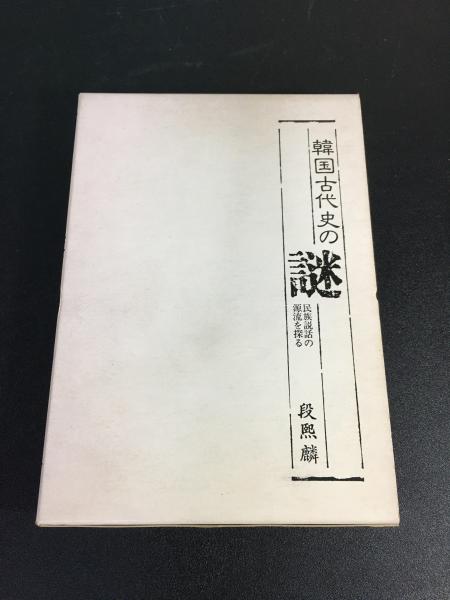 韓国古代史の謎
民族説話の
源流を探る
段熙麟